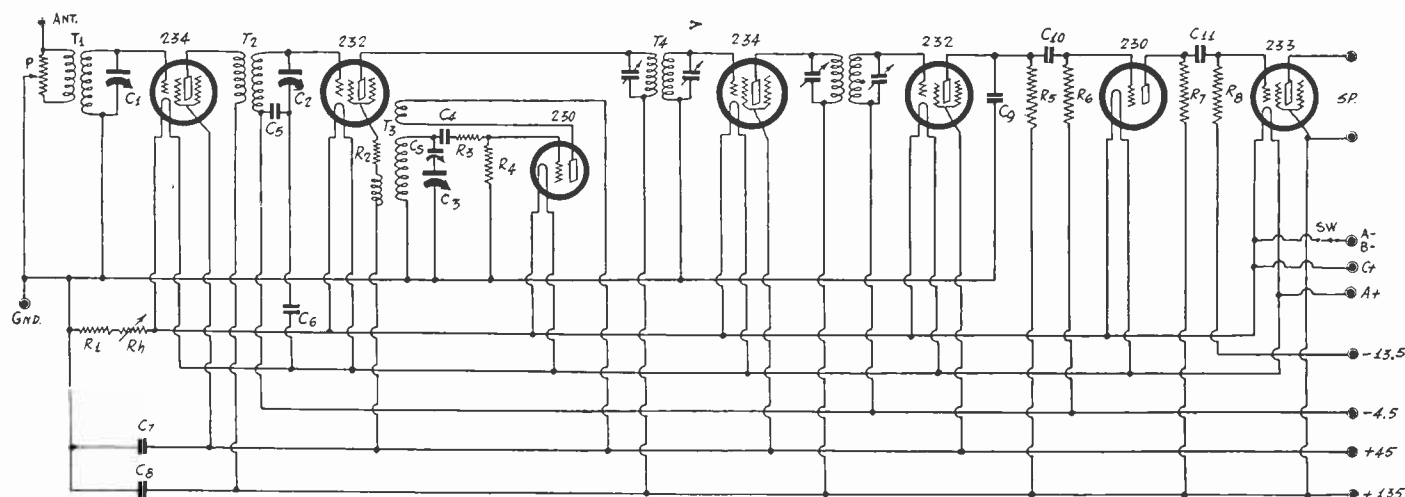 ANT.
P
T1
C1
234
T2
C2
C5
232
R2
T3
C5
C4
R3
R4
C3
230
T4
234
232
C9
R5
C10
R6
230
R7
C11
R8
233
SP.
SW
A-
B-
C+
A+
GND.
R1
Rh
C6
-13.5
-4.5
C7
+45
C8
+135